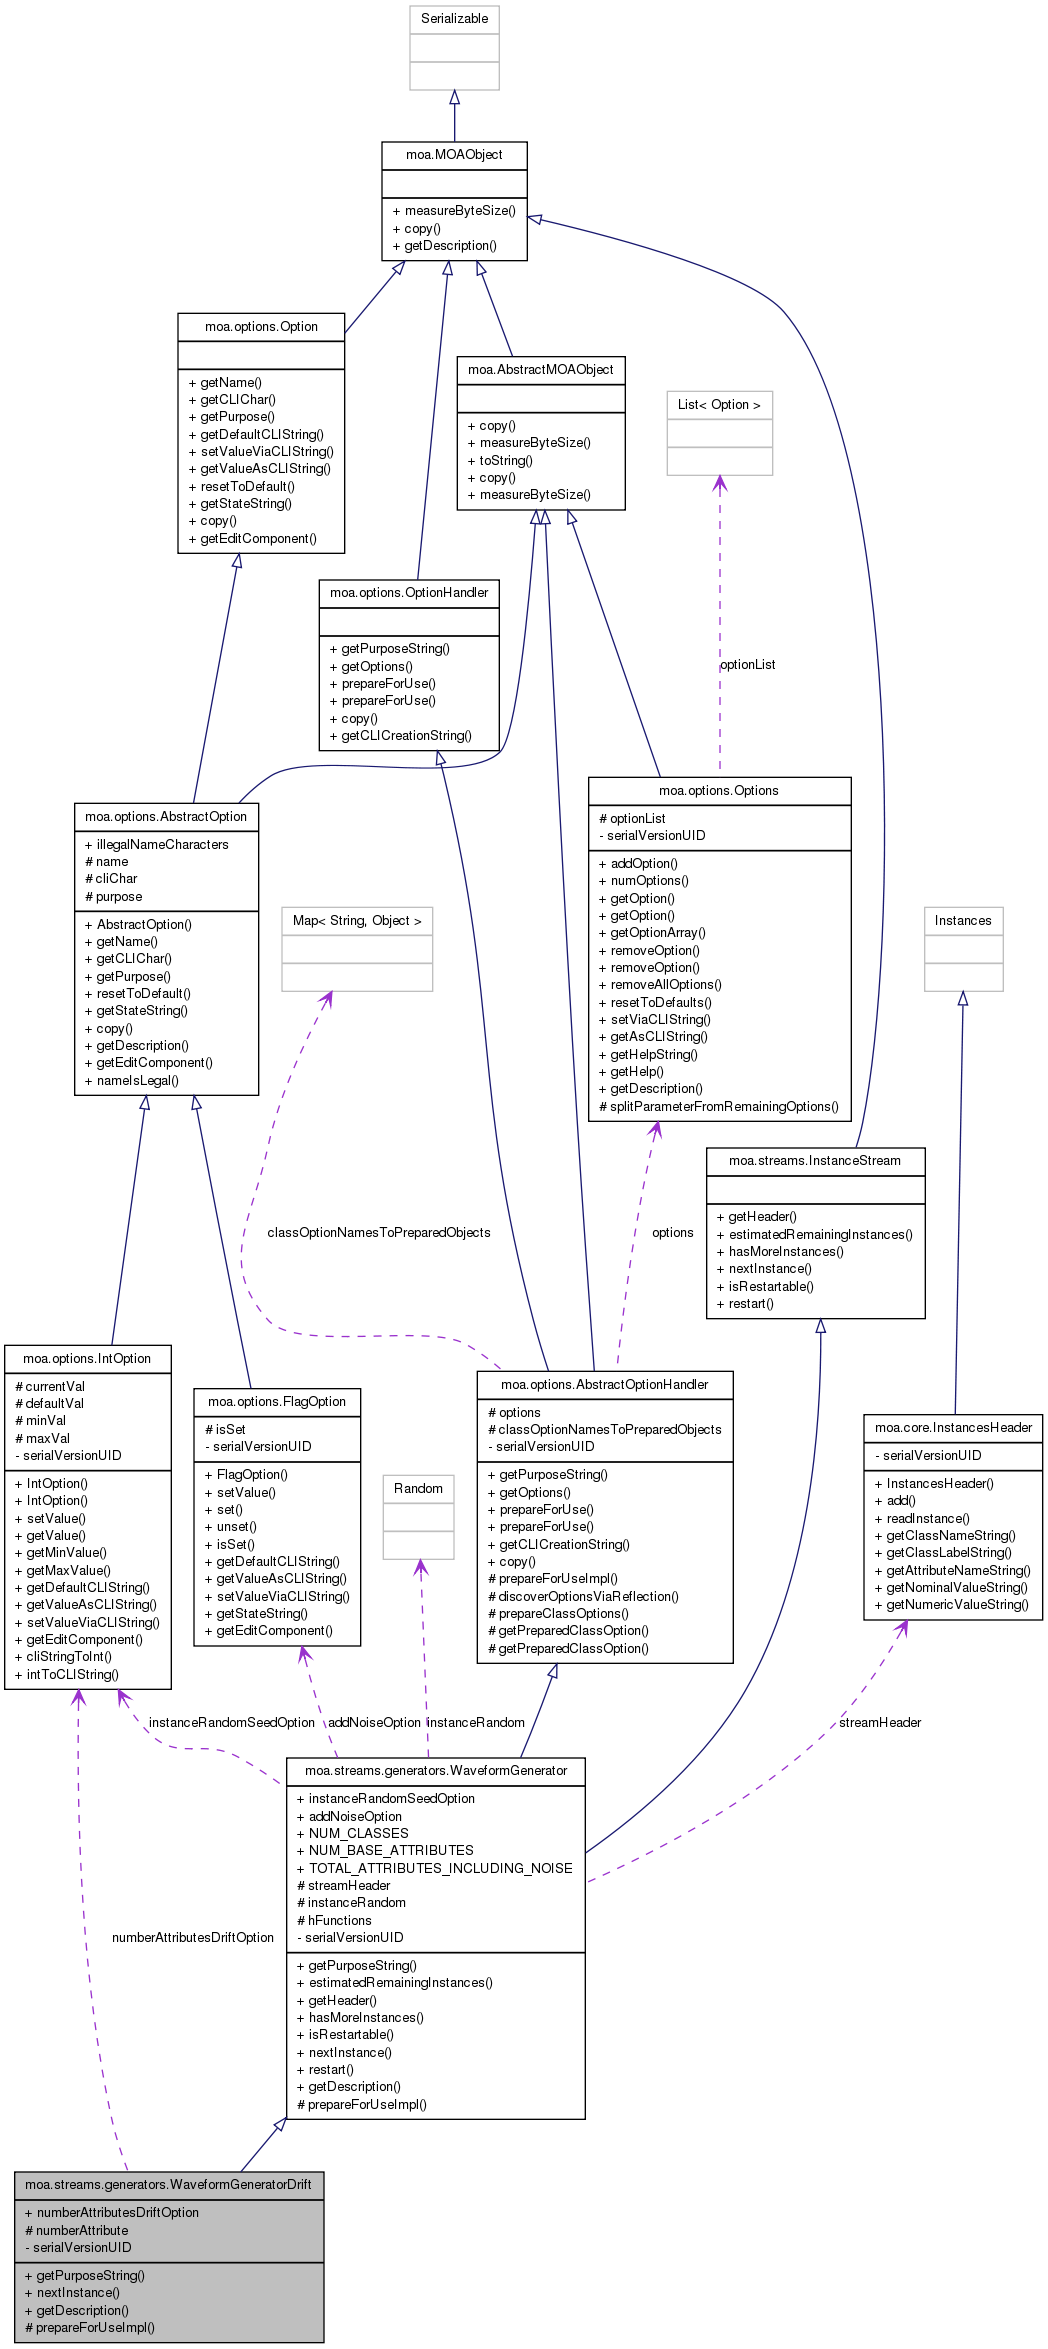 Serializable
moa.MOAObject
+ measureByteSize()
+ copy()
+ getDescription()
moa.options.Option
+ getName()
+ getCLIChar()
+ getPurpose()
+ getDefaultCLIString()
+ setValueViaCLIString()
+ getValueAsCLIString()
+ resetToDefault()
+ getStateString()
+ copy()
+ getEditComponent()
moa.AbstractMOAObject
+ copy()
+ measureByteSize()
+ toString()
+ copy()
+ measureByteSize()
List< Option >
moa.options.OptionHandler
+ getPurposeString()
+ getOptions()
+ prepareForUse()
+ prepareForUse()
+ copy()
+ getCLICreationString()
optionList
moa.options.Options
# optionList
- serialVersionUID
+ addOption()
+ numOptions()
+ getOption()
+ getOption()
+ getOptionArray()
+ removeOption()
+ removeOption()
+ removeAllOptions()
+ resetToDefaults()
+ setViaCLIString()
+ getAsCLIString()
+ getHelpString()
+ getHelp()
+ getDescription()
# splitParameterFromRemainingOptions()
moa.options.AbstractOption
+ illegalNameCharacters
# name
# cliChar
# purpose
+ AbstractOption()
+ getName()
+ getCLIChar()
+ getPurpose()
+ resetToDefault()
+ getStateString()
+ copy()
+ getDescription()
+ getEditComponent()
+ nameIsLegal()
Map< String, Object >
Instances
moa.streams.InstanceStream
+ getHeader()
+ estimatedRemainingInstances()
+ hasMoreInstances()
+ nextInstance()
+ isRestartable()
+ restart()
classOptionNamesToPreparedObjects
options
moa.options.IntOption
# currentVal
# defaultVal
# minVal
# maxVal
- serialVersionUID
+ IntOption()
+ IntOption()
+ setValue()
+ getValue()
+ getMinValue()
+ getMaxValue()
+ getDefaultCLIString()
+ getValueAsCLIString()
+ setValueViaCLIString()
+ getEditComponent()
+ cliStringToInt()
+ intToCLIString()
moa.options.FlagOption
# isSet
- serialVersionUID
+ FlagOption()
+ setValue()
+ set()
+ unset()
+ isSet()
+ getDefaultCLIString()
+ getValueAsCLIString()
+ setValueViaCLIString()
+ getStateString()
+ getEditComponent()
Random
moa.options.AbstractOptionHandler
# options
# classOptionNamesToPreparedObjects
- serialVersionUID
+ getPurposeString()
+ getOptions()
+ prepareForUse()
+ prepareForUse()
+ getCLICreationString()
+ copy()
# prepareForUseImpl()
# discoverOptionsViaReflection()
# prepareClassOptions()
# getPreparedClassOption()
# getPreparedClassOption()
moa.core.InstancesHeader
- serialVersionUID
+ InstancesHeader()
+ add()
+ readInstance()
+ getClassNameString()
+ getClassLabelString()
+ getAttributeNameString()
+ getNominalValueString()
+ getNumericValueString()
instanceRandomSeedOption
addNoiseOption
instanceRandom
streamHeader
moa.streams.generators.WaveformGenerator
+ instanceRandomSeedOption
+ addNoiseOption
+ NUM_CLASSES
+ NUM_BASE_ATTRIBUTES
+ TOTAL_ATTRIBUTES_INCLUDING_NOISE
# streamHeader
# instanceRandom
# hFunctions
- serialVersionUID
+ getPurposeString()
+ estimatedRemainingInstances()
+ getHeader()
+ hasMoreInstances()
+ isRestartable()
+ nextInstance()
+ restart()
+ getDescription()
# prepareForUseImpl()
numberAttributesDriftOption
moa.streams.generators.WaveformGeneratorDrift
+ numberAttributesDriftOption
# numberAttribute
- serialVersionUID
+ getPurposeString()
+ nextInstance()
+ getDescription()
# prepareForUseImpl()